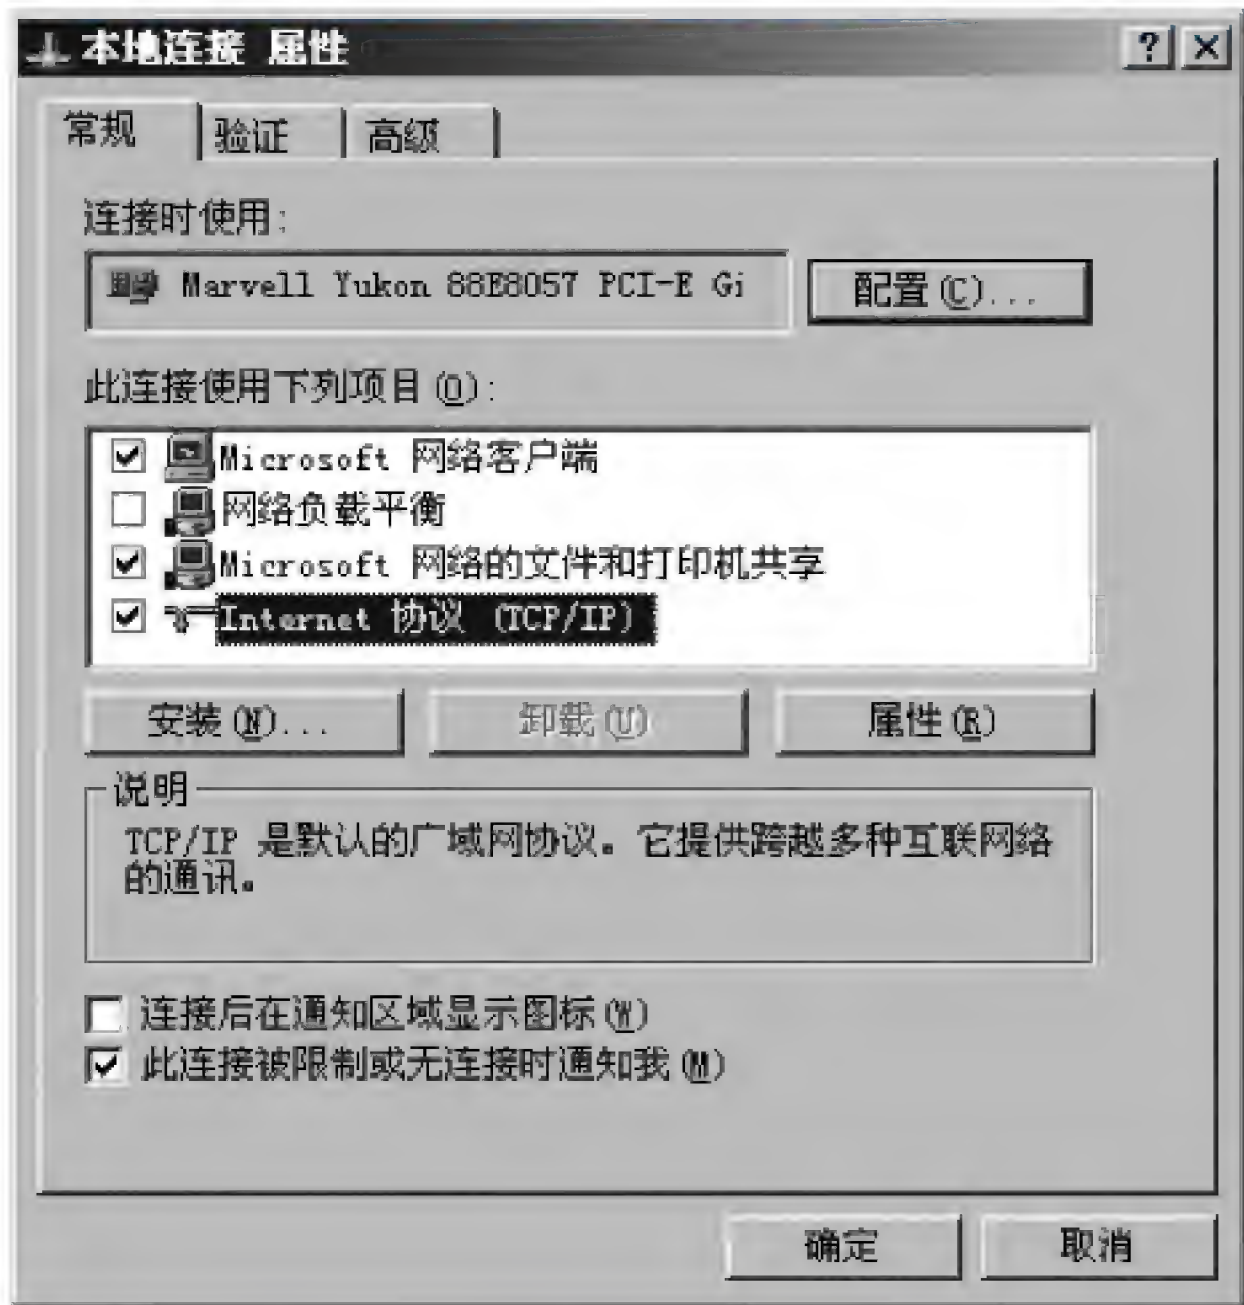 本地连接 属性
常规 验证 高级
连接时使用:
Marvell Yukon 88E8057 PCI-E Gi 配置(C)...
此连接使用下列项目(O):
Microsoft 网络客户端
网络负载平衡
Microsoft 网络的文件和打印机共享
Internet 协议 (TCP/IP)
安装(N)... 卸载(U) 属性(R)
说明
TCP/IP 是默认的广域网协议。它提供跨越多种互联网络
的通讯。
连接后在通知区域显示图标(W)
此连接被限制或无连接时通知我(M)
确定 取消